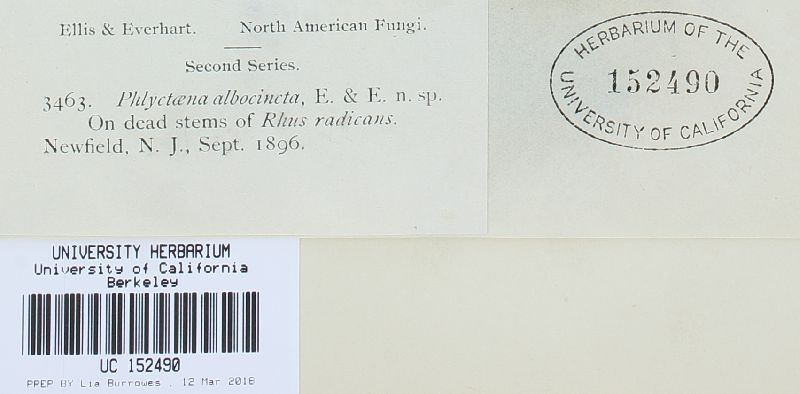 Ellis & Everhart. North American Fungi.
Second Series.
3463. Phlyctæna albocincta, E. & E. n. sp.
On dead stems of Rhus radicans.
Newfield, N. J., Sept. 1896.
HERBARIUM OF THE
152490
UNIVERSITY OF CALIFORNIA
UNIVERSITY HERBARIUM
University of California
Berkeley
UC 152490
PREP BY Lia Burrowes . 12 Mar 2018